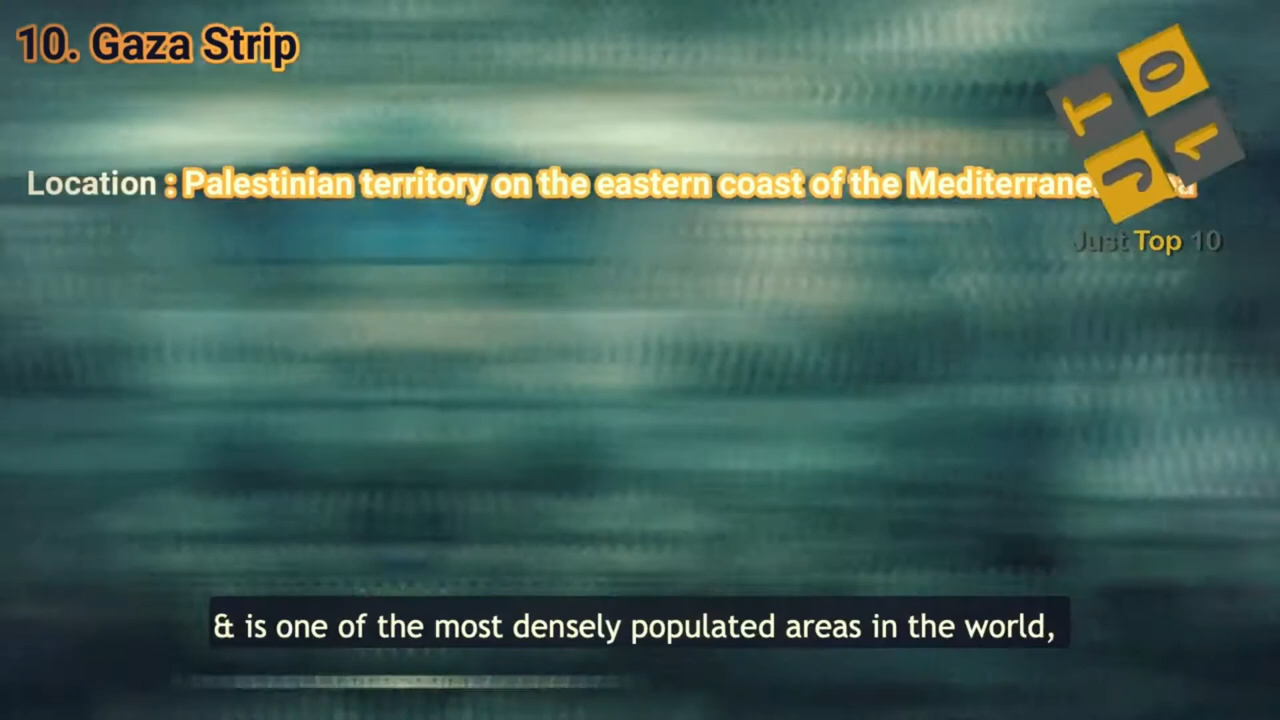 10. Gaza Strip
Location : Palestinian territory on the eastern coast of the
JT10
Just Top 10
& is one of the most densely populated areas in the world,